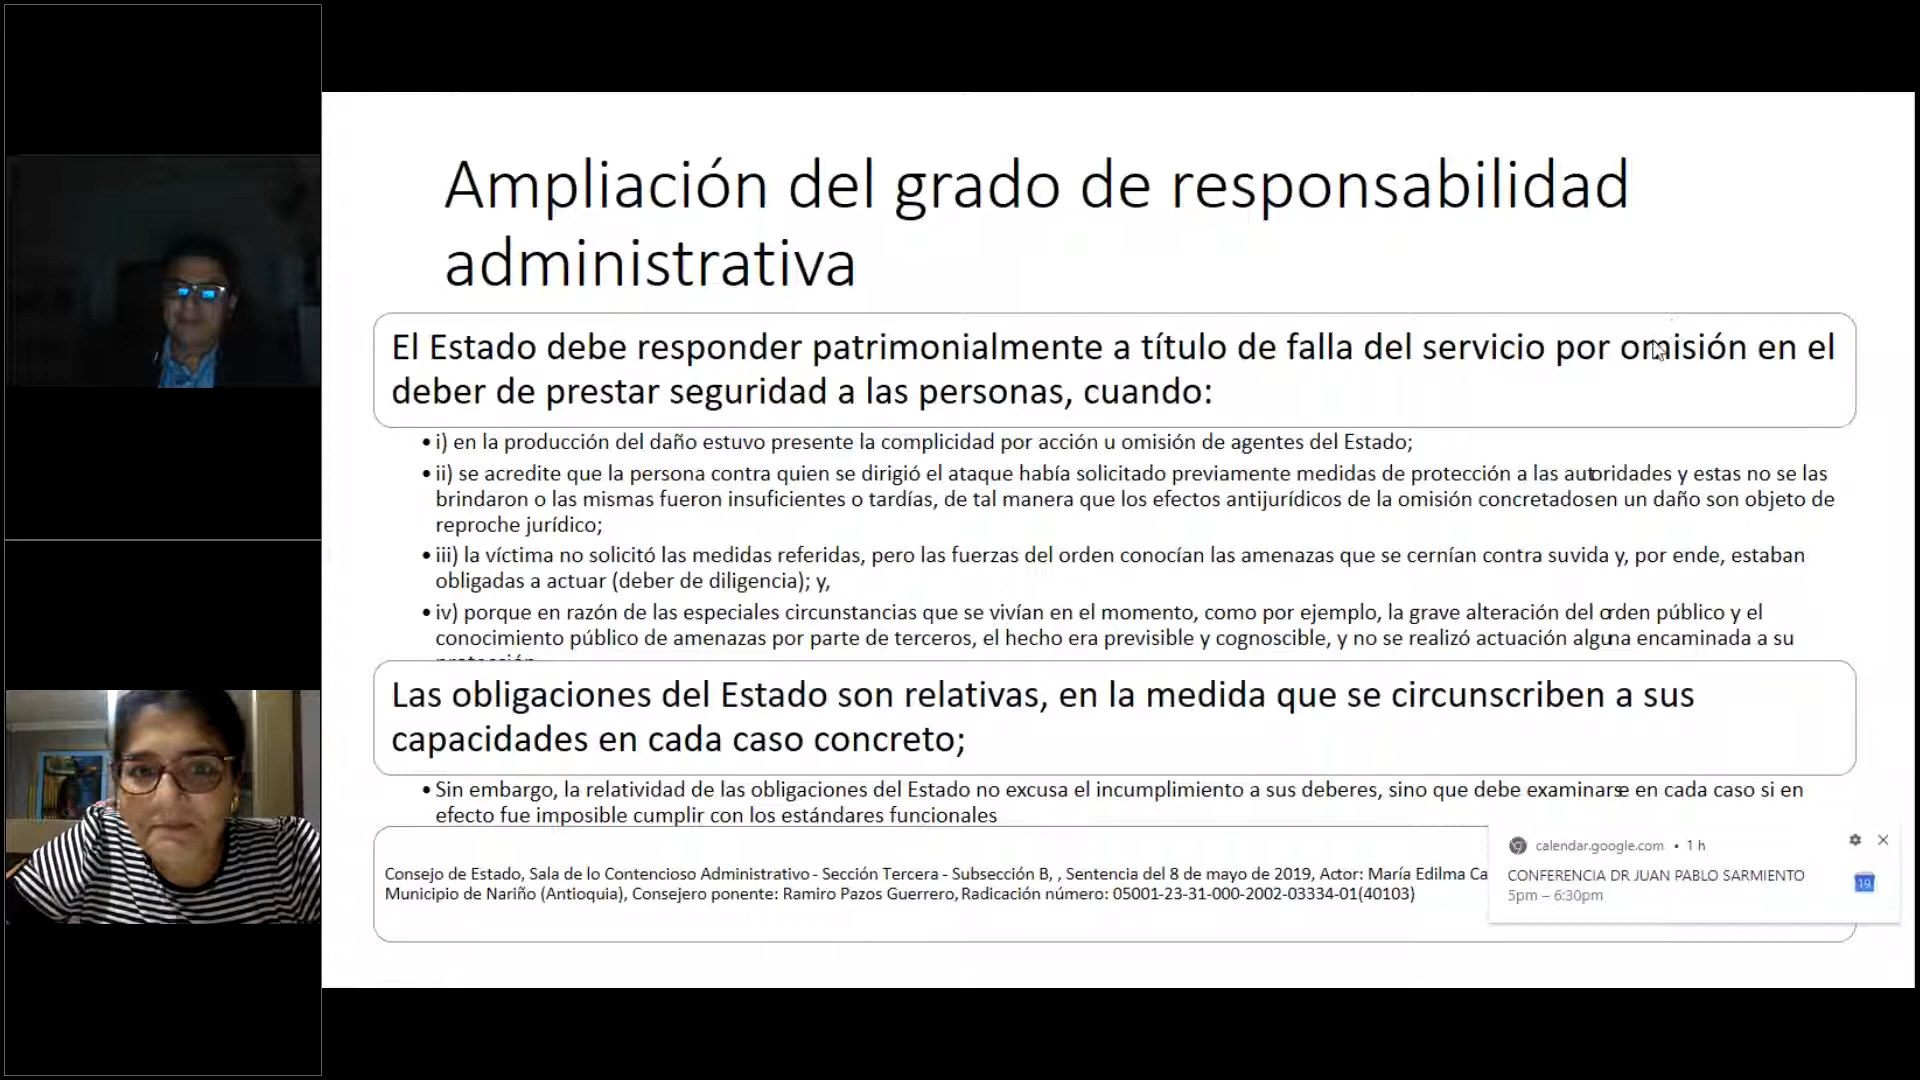 Ampliación del grado de responsabilidad
administrativa
El Estado debe responder patrimonialmente a título de falla del servicio por omisión en el
deber de prestar seguridad a las personas, cuando:
• i) en la producción del daño estuvo presente la complicidad por acción u omisión de agentes del Estado;
• ii) se acredite que la persona contra quien se dirigió el ataque había solicitado previamente medidas de protección a las autoridades y estas no se las
brindaron o las mismas fueron insuficientes o tardías, de tal manera que los efectos antijurídicos de la omisión concretados en un daño son objeto de
reproche jurídico;
• iii) la víctima no solicitó las medidas referidas, pero las fuerzas del orden conocían las amenazas que se cernían contra su vida y, por ende, estaban
obligadas a actuar (deber de diligencia); y,
• iv) porque en razón de las especiales circunstancias que se vivían en el momento, como por ejemplo, la grave alteración del orden público y el
conocimiento público de amenazas por parte de terceros, el hecho era previsible y cognoscible, y no se realizó actuación alguna encaminada a su
Las obligaciones del Estado son relativas, en la medida que se circunscriben a sus
capacidades en cada caso concreto;
• Sin embargo, la relatividad de las obligaciones del Estado no excusa el incumplimiento a sus deberes, sino que debe examinarse en cada caso si en
efecto fue imposible cumplir con los estándares funcionales
Consejo de Estado, Sala de lo Contencioso Administrativo - Sección Tercera - Subsección B, , Sentencia del 8 de mayo de 2019, Actor: María Edilma Ca
Municipio de Nariño (Antioquia), Consejero ponente: Ramiro Pazos Guerrero, Radicación número: 05001-23-31-000-2002-03334-01(40103)
calendar.google.com • 1 h
CONFERENCIA DR JUAN PABLO SARMIENTO
5pm – 6:30pm
19